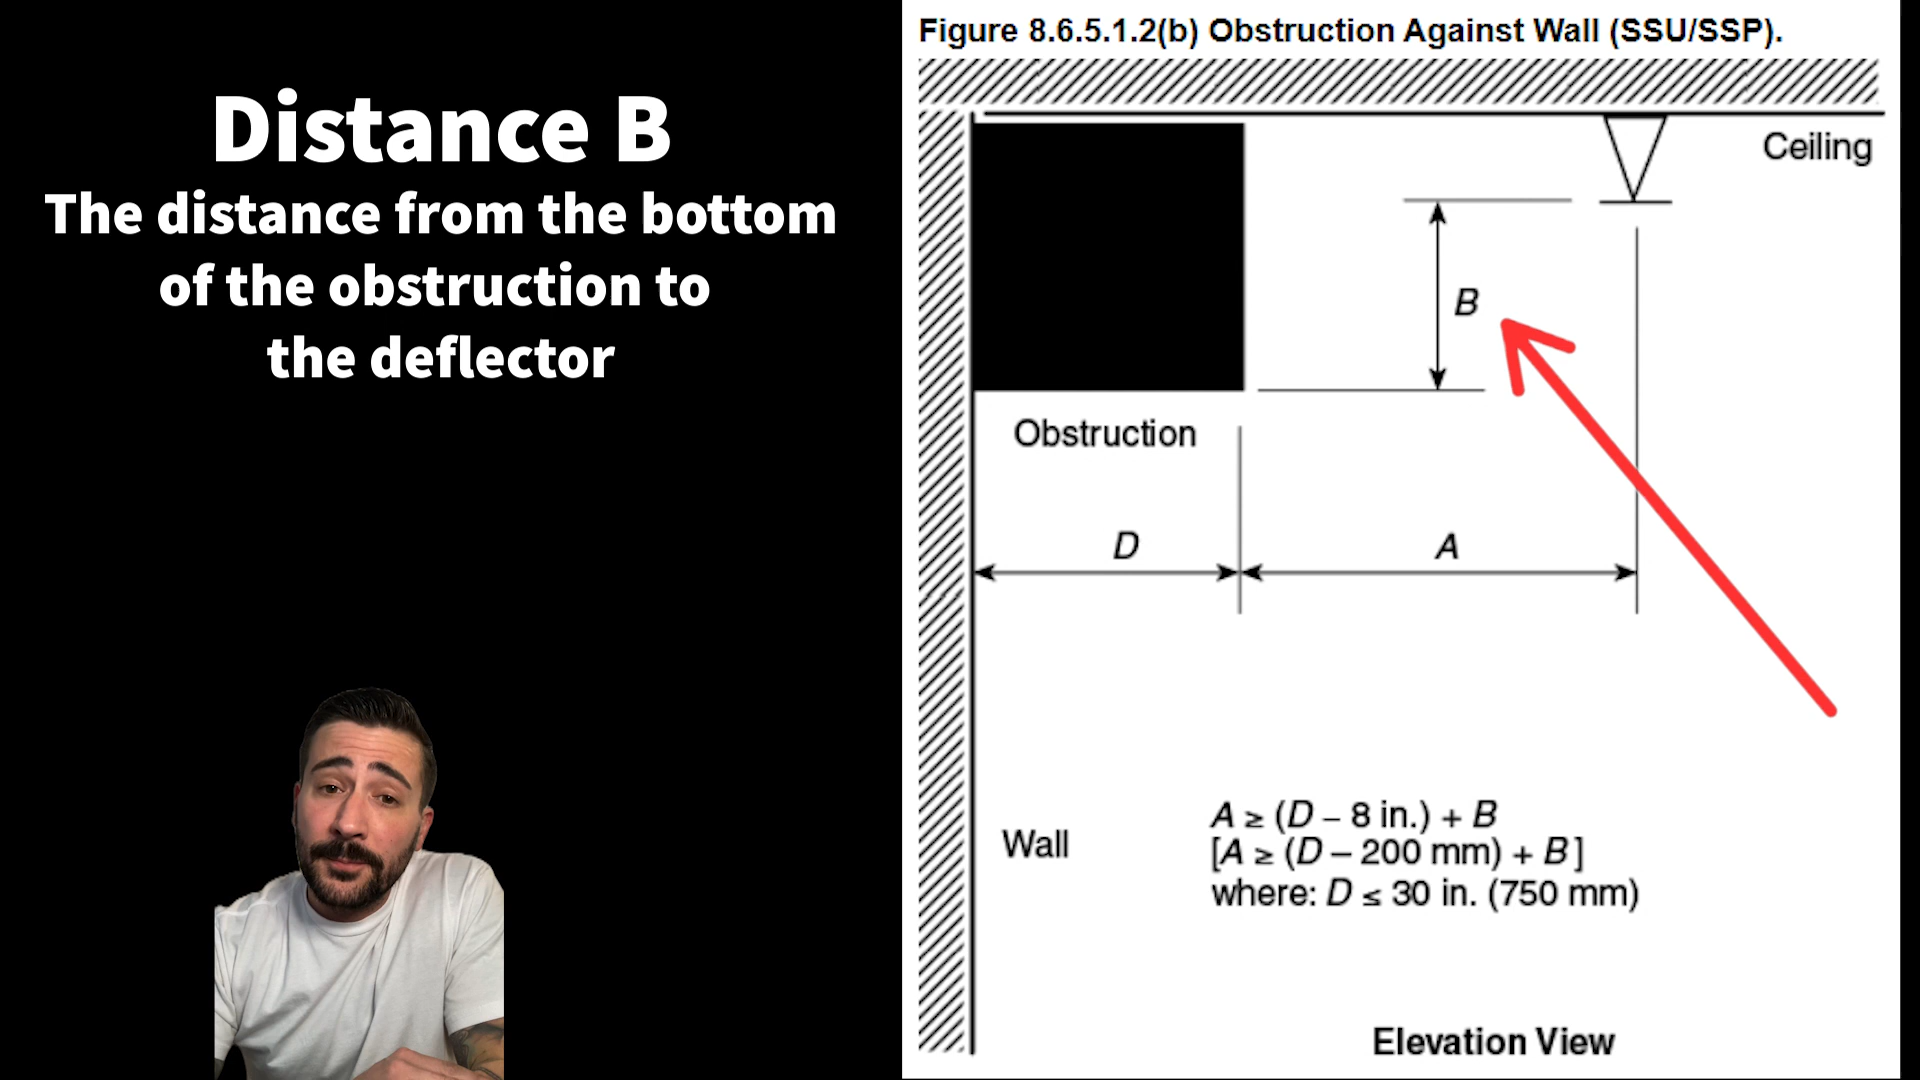 Distance B
The distance from the bottom
of the obstruction to
the deflector
Figure 8.6.5.1.2(b) Obstruction Against Wall (SSU/SSP).
Ceiling
B
Obstruction
D
A
Wall
A ≥ (D – 8 in.) + B
[A ≥ (D – 200 mm) + B]
where: D ≤ 30 in. (750 mm)
Elevation View